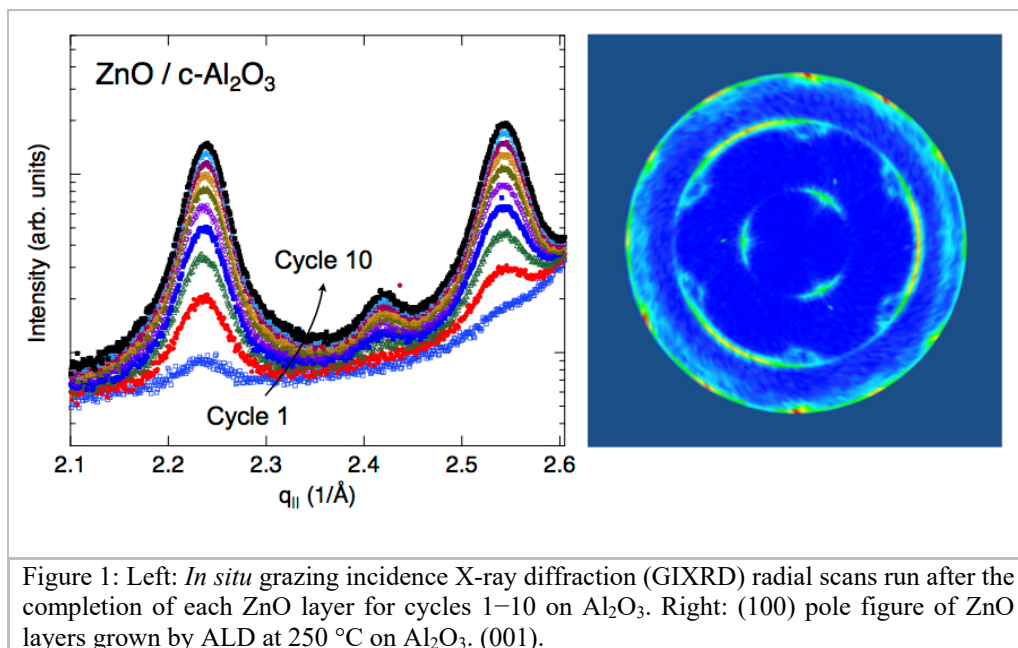 ZnO / c-Al₂O₃
Intensity (arb. units)
Cycle 10
Cycle 1
2.1 2.2 2.3 2.4 2.5 2.6
q|| (1/Å)
Figure 1: Left: In situ grazing incidence X-ray diffraction (GIXRD) radial scans run after the
completion of each ZnO layer for cycles 1−10 on Al₂O₃. Right: (100) pole figure of ZnO
layers grown by ALD at 250 °C on Al₂O₃. (001).